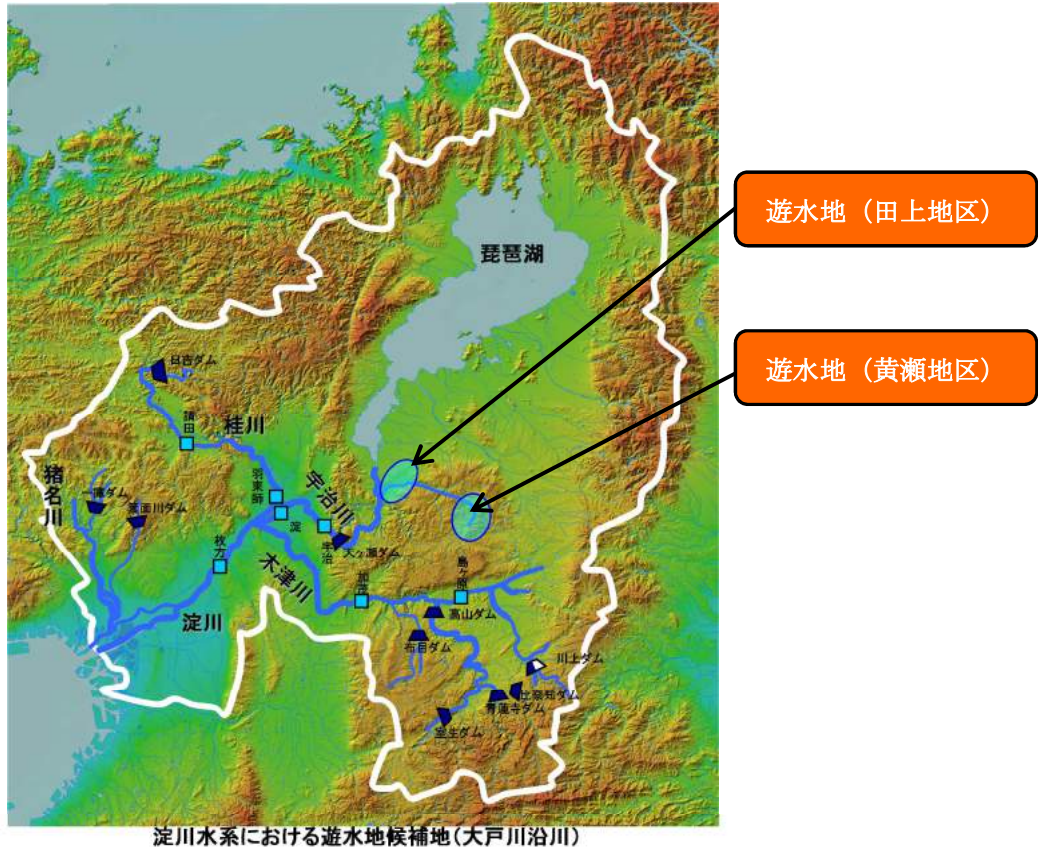 遊水地（田上地区）
琵琶湖
遊水地（黄瀬地区）
日吉ダム
請田
桂川
猪名川
一庫ダム
箕面川ダム
羽束師
宇治川
淀
宇治
天ヶ瀬ダム
枚方
木津川
加茂
島ヶ原
高山ダム
淀川
布目ダム
川上ダム
比奈知ダム
青蓮寺ダム
室生ダム
淀川水系における遊水地候補地(大戸川沿川)